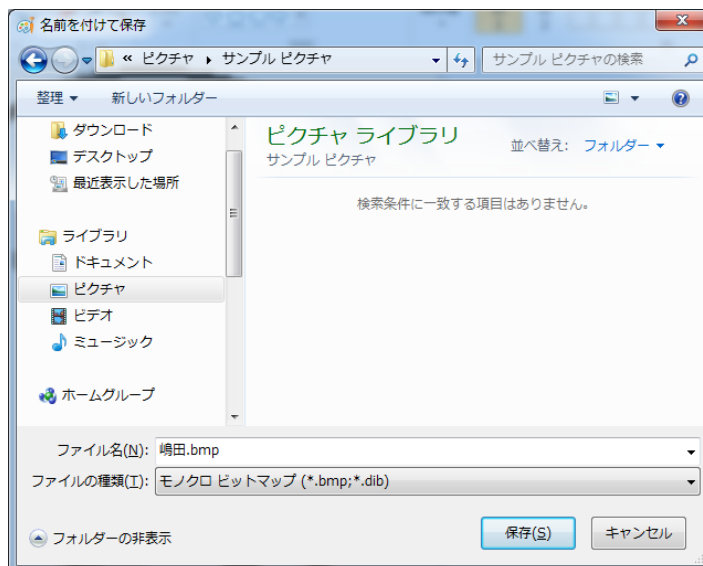 名前を付けて保存
« ピクチャ ▸ サンプル ピクチャ
サンプル ピクチャの検索
整理 ▼ 新しいフォルダー
ダウンロード
デスクトップ
最近表示した場所
ライブラリ
ドキュメント
ピクチャ
ビデオ
ミュージック
ホームグループ
ピクチャ ライブラリ
サンプル ピクチャ
並べ替え: フォルダー ▼
検索条件に一致する項目はありません。
ファイル名(N): 嶋田.bmp
ファイルの種類(T): モノクロ ビットマップ (*.bmp;*.dib)
フォルダーの非表示
保存(S)
キャンセル